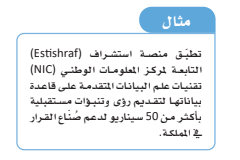 مثال
تطبّق منصة استشراف (Estishraf)
التابعة لمركز المعلومات الوطني (NIC)
تقنيات علم البيانات المتقدمة على قاعدة
بياناتها لتقديم رؤى وتنبؤات مستقبلية
بأكثر من 50 سيناريو لدعم صُنّاع القرار
في المملكة.